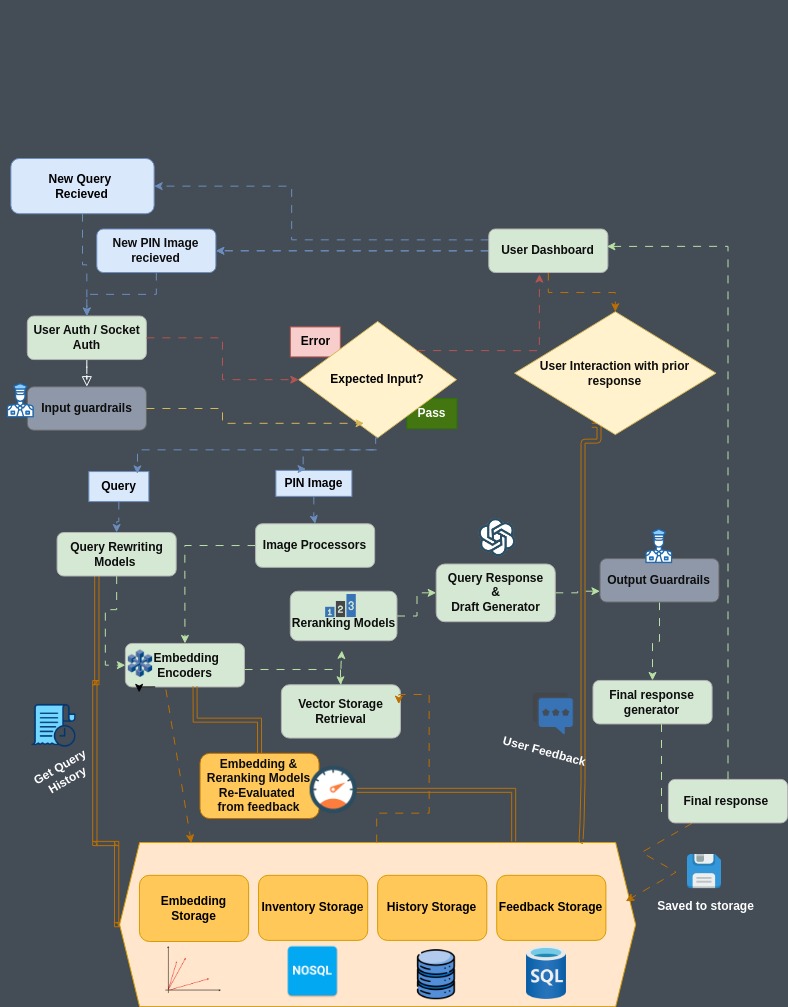 New Query
Recieved
New PIN Image
recieved
User Dashboard
User Auth / Socket
Auth
Error
Expected Input?
User Interaction with prior
response
Input guardrails
Pass
Query
PIN Image
Query Rewriting
Models
Image Processors
Query Response
&
Draft Generator
Output Guardrails
1 2 3
Reranking Models
Embedding
Encoders
Vector Storage
Retrieval
Final response
generator
Get Query
History
User Feedback
Embedding &
Reranking Models
Re-Evaluated
from feedback
Final response
Saved to storage
Embedding
Storage
Inventory Storage
History Storage
Feedback Storage
NOSQL
SQL